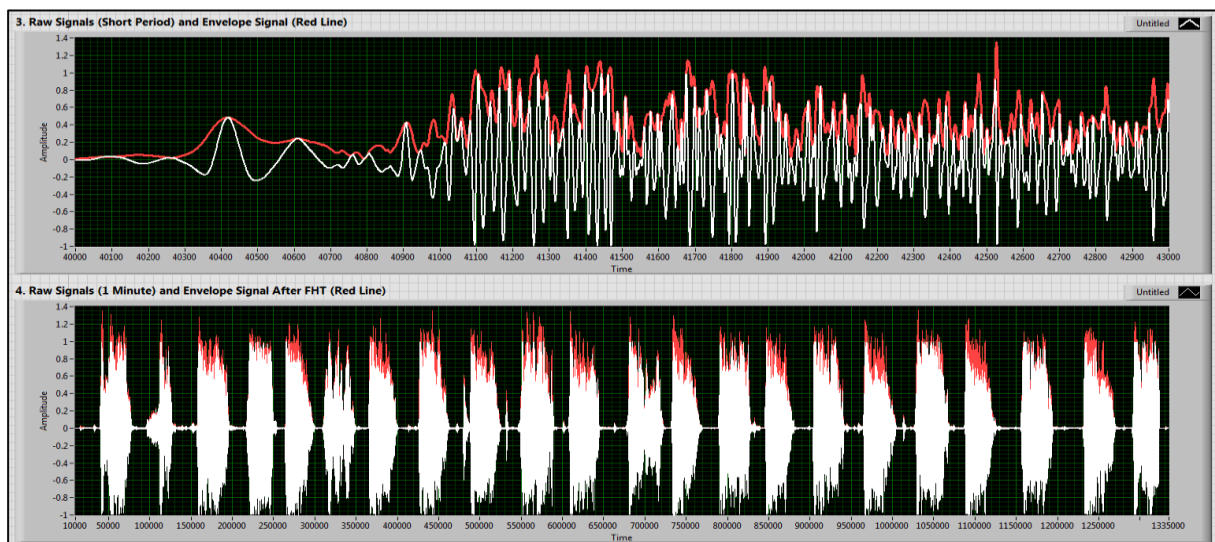 3. Raw Signals (Short Period) and Envelope Signal (Red Line)
Untitled
Amplitude
1.4
1.2
1
0.8
0.6
0.4
0.2
0
-0.2
-0.4
-0.6
-0.8
-1
40000 40100 40200 40300 40400 40500 40600 40700 40800 40900 41000 41100 41200 41300 41400 41500 41600 41700 41800 41900 42000 42100 42200 42300 42400 42500 42600 42700 42800 42900 43000
Time
4. Raw Signals (1 Minute) and Envelope Signal After FHT (Red Line)
Untitled
Amplitude
1.4
1.2
1
0.8
0.6
0.4
0.2
0
-0.2
-0.4
-0.6
-0.8
-1
10000 50000 100000 150000 200000 250000 300000 350000 400000 450000 500000 550000 600000 650000 700000 750000 800000 850000 900000 950000 1050000 1100000 1150000 1200000 1250000 1335000
Time